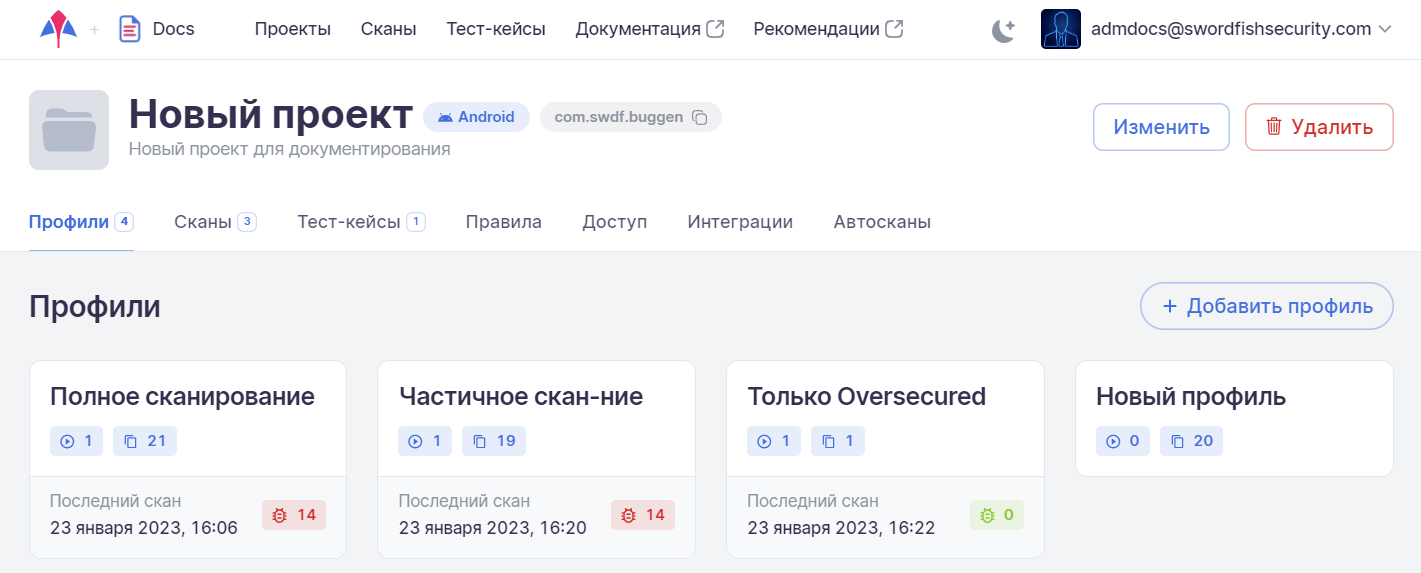 + Docs Проекты Сканы Тест-кейсы Документация Рекомендации admdocs@swordfishsecurity.com
Новый проект Android com.swdf.buggen
Новый проект для документирования
Изменить Удалить
Профили 4 Сканы 3 Тест-кейсы 1 Правила Доступ Интеграции Автосканы
Профили + Добавить профиль
Полное сканирование Частичное скан-ние Только Oversecured Новый профиль
1 21 1 19 1 1 0 20
Последний скан Последний скан Последний скан
23 января 2023, 16:06 14 23 января 2023, 16:20 14 23 января 2023, 16:22 0